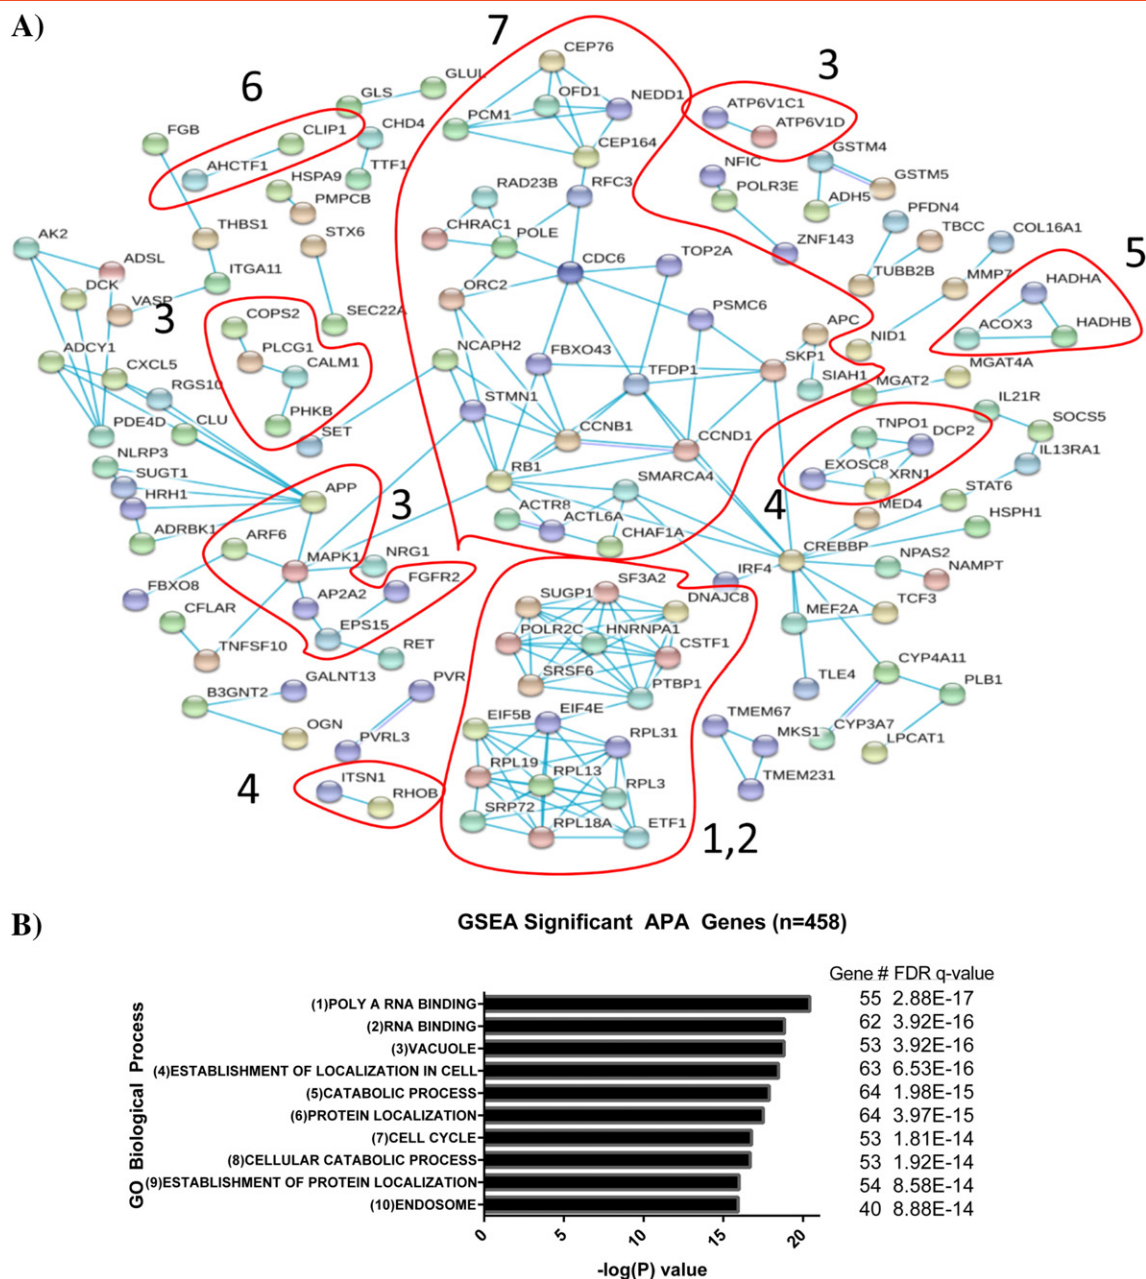 A)
7
CEP76
3
GLUL
6
GLS
OFD1
NEDD1
ATP6V1C1
PCM1
ATP6V1D
FGB
CLIP1
CHD4
CEP164
GSTM4
AHCTF1
NFIC
HSPA9
TTF1
RAD23B
RFC3
POLR3E
GSTM5
PMPCB
ADH5
PFDN4
THBS1
STX6
CHRAC1
POLE
TBCC
COL16A1
AK2
ZNF143
5
ADSL
CDC6
TOP2A
ITGA11
TUBB2B
MMP7
HADHA
DCK
VASP
ORC2
3
SEC22A
PSMC6
COPS2
APC
ACOX3
HADHB
NID1
ADCY1
PLCG1
NCAPH2
FBXO43
SKP1
CXCL5
CALM1
TFDP1
MGAT4A
RGS10
SIAH1
MGAT2
PDE4D
CLU
PHKB
STMN1
IL21R
SET
CCNB1
TNPO1
DCP2
SOCS5
NLRP3
CCND1
IL13RA1
SUGT1
RB1
SMARCA4
EXOSC8
XRN1
HRH1
APP
3
4
STAT6
ACTR8
MED4
ADRBK1
ACTL6A
HSPH1
ARF6
CHAF1A
CREBBP
MAPK1
NRG1
NPAS2
FBXO8
FGFR2
IRF4
NAMPT
AP2A2
SUGP1
SF3A2
DNAJC8
CFLAR
TCF3
EPS15
MEF2A
POLR2C
HNRNPA1
TNFSF10
RET
CSTF1
SRSF6
CYP4A11
GALNT13
PVR
PTBP1
TLE4
B3GNT2
PLB1
EIF5B
EIF4E
TMEM67
OGN
MKS1
CYP3A7
PVRL3
RPL31
LPCAT1
RPL19
RPL13
TMEM231
4
ITSN1
RPL3
RHOB
SRP72
RPL18A
ETF1
1,2
B)
GSEA Significant APA Genes (n=458)
Gene # FDR q-value
(1)POLY A RNA BINDING 55 2.88E-17
(2)RNA BINDING 62 3.92E-16
(3)VACUOLE 53 3.92E-16
(4)ESTABLISHMENT OF LOCALIZATION IN CELL 63 6.53E-16
(5)CATABOLIC PROCESS 64 1.98E-15
(6)PROTEIN LOCALIZATION 64 3.97E-15
(7)CELL CYCLE 53 1.81E-14
(8)CELLULAR CATABOLIC PROCESS 53 1.92E-14
(9)ESTABLISHMENT OF PROTEIN LOCALIZATION 54 8.58E-14
(10)ENDOSOME 40 8.88E-14
GO Biological Process
0 5 10 15 20
-log(P) value